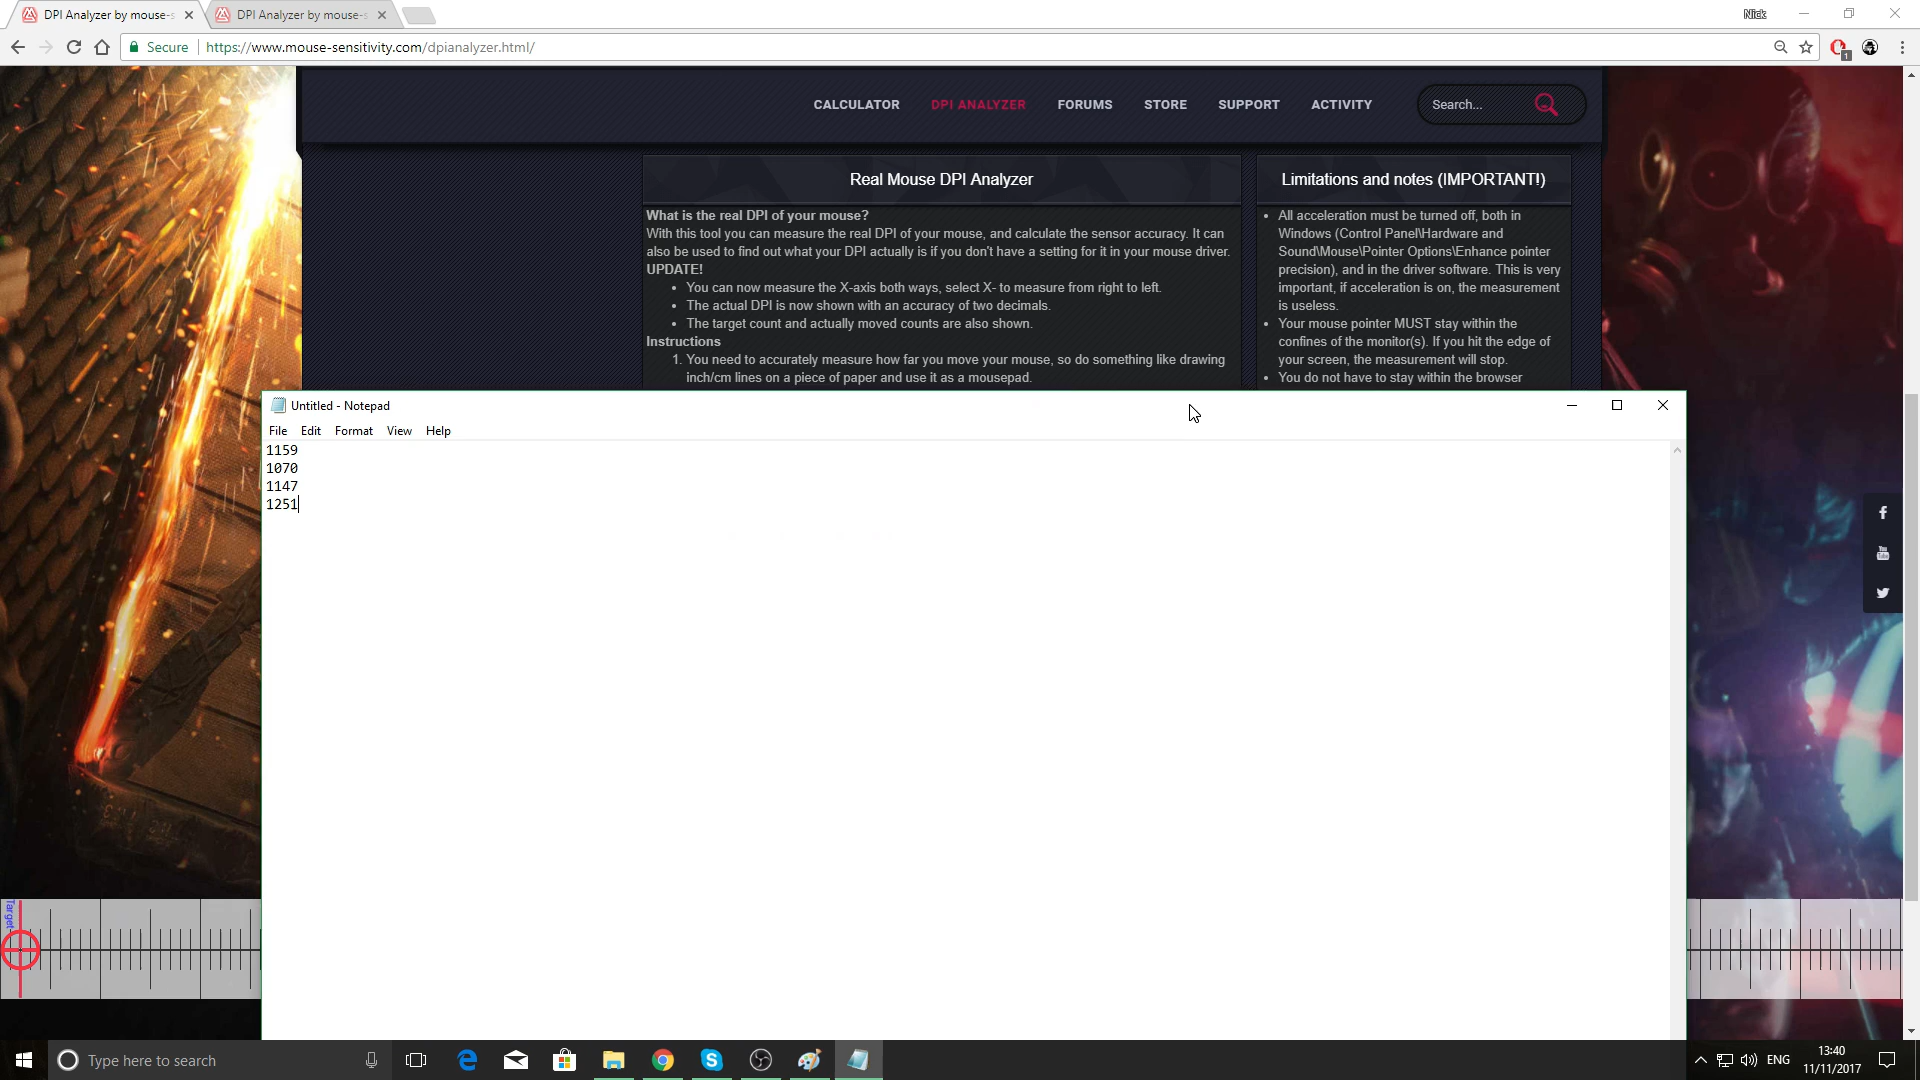 DPI Analyzer by mouse-s
DPI Analyzer by mouse-s
Nick
Secure
https://www.mouse-sensitivity.com/dpianalyzer.html/
1
CALCULATOR
DPI ANALYZER
FORUMS
STORE
SUPPORT
ACTIVITY
Search...
Real Mouse DPI Analyzer
What is the real DPI of your mouse?
With this tool you can measure the real DPI of your mouse, and calculate the sensor accuracy. It can
also be used to find out what your DPI actually is if you don't have a setting for it in your mouse driver.
UPDATE!
• You can now measure the X-axis both ways, select X- to measure from right to left.
• The actual DPI is now shown with an accuracy of two decimals.
• The target count and actually moved counts are also shown.
Instructions
1. You need to accurately measure how far you move your mouse, so do something like drawing
inch/cm lines on a piece of paper and use it as a mousepad.
Limitations and notes (IMPORTANT!)
• All acceleration must be turned off, both in
Windows (Control Panel\Hardware and
Sound\Mouse\Pointer Options\Enhance pointer
precision), and in the driver software. This is very
important, if acceleration is on, the measurement
is useless.
• Your mouse pointer MUST stay within the
confines of the monitor(s). If you hit the edge of
your screen, the measurement will stop.
• You do not have to stay within the browser
Untitled - Notepad
File Edit Format View Help
1159
1070
1147
1251
Target
Type here to search
ENG
13:40
11/11/2017